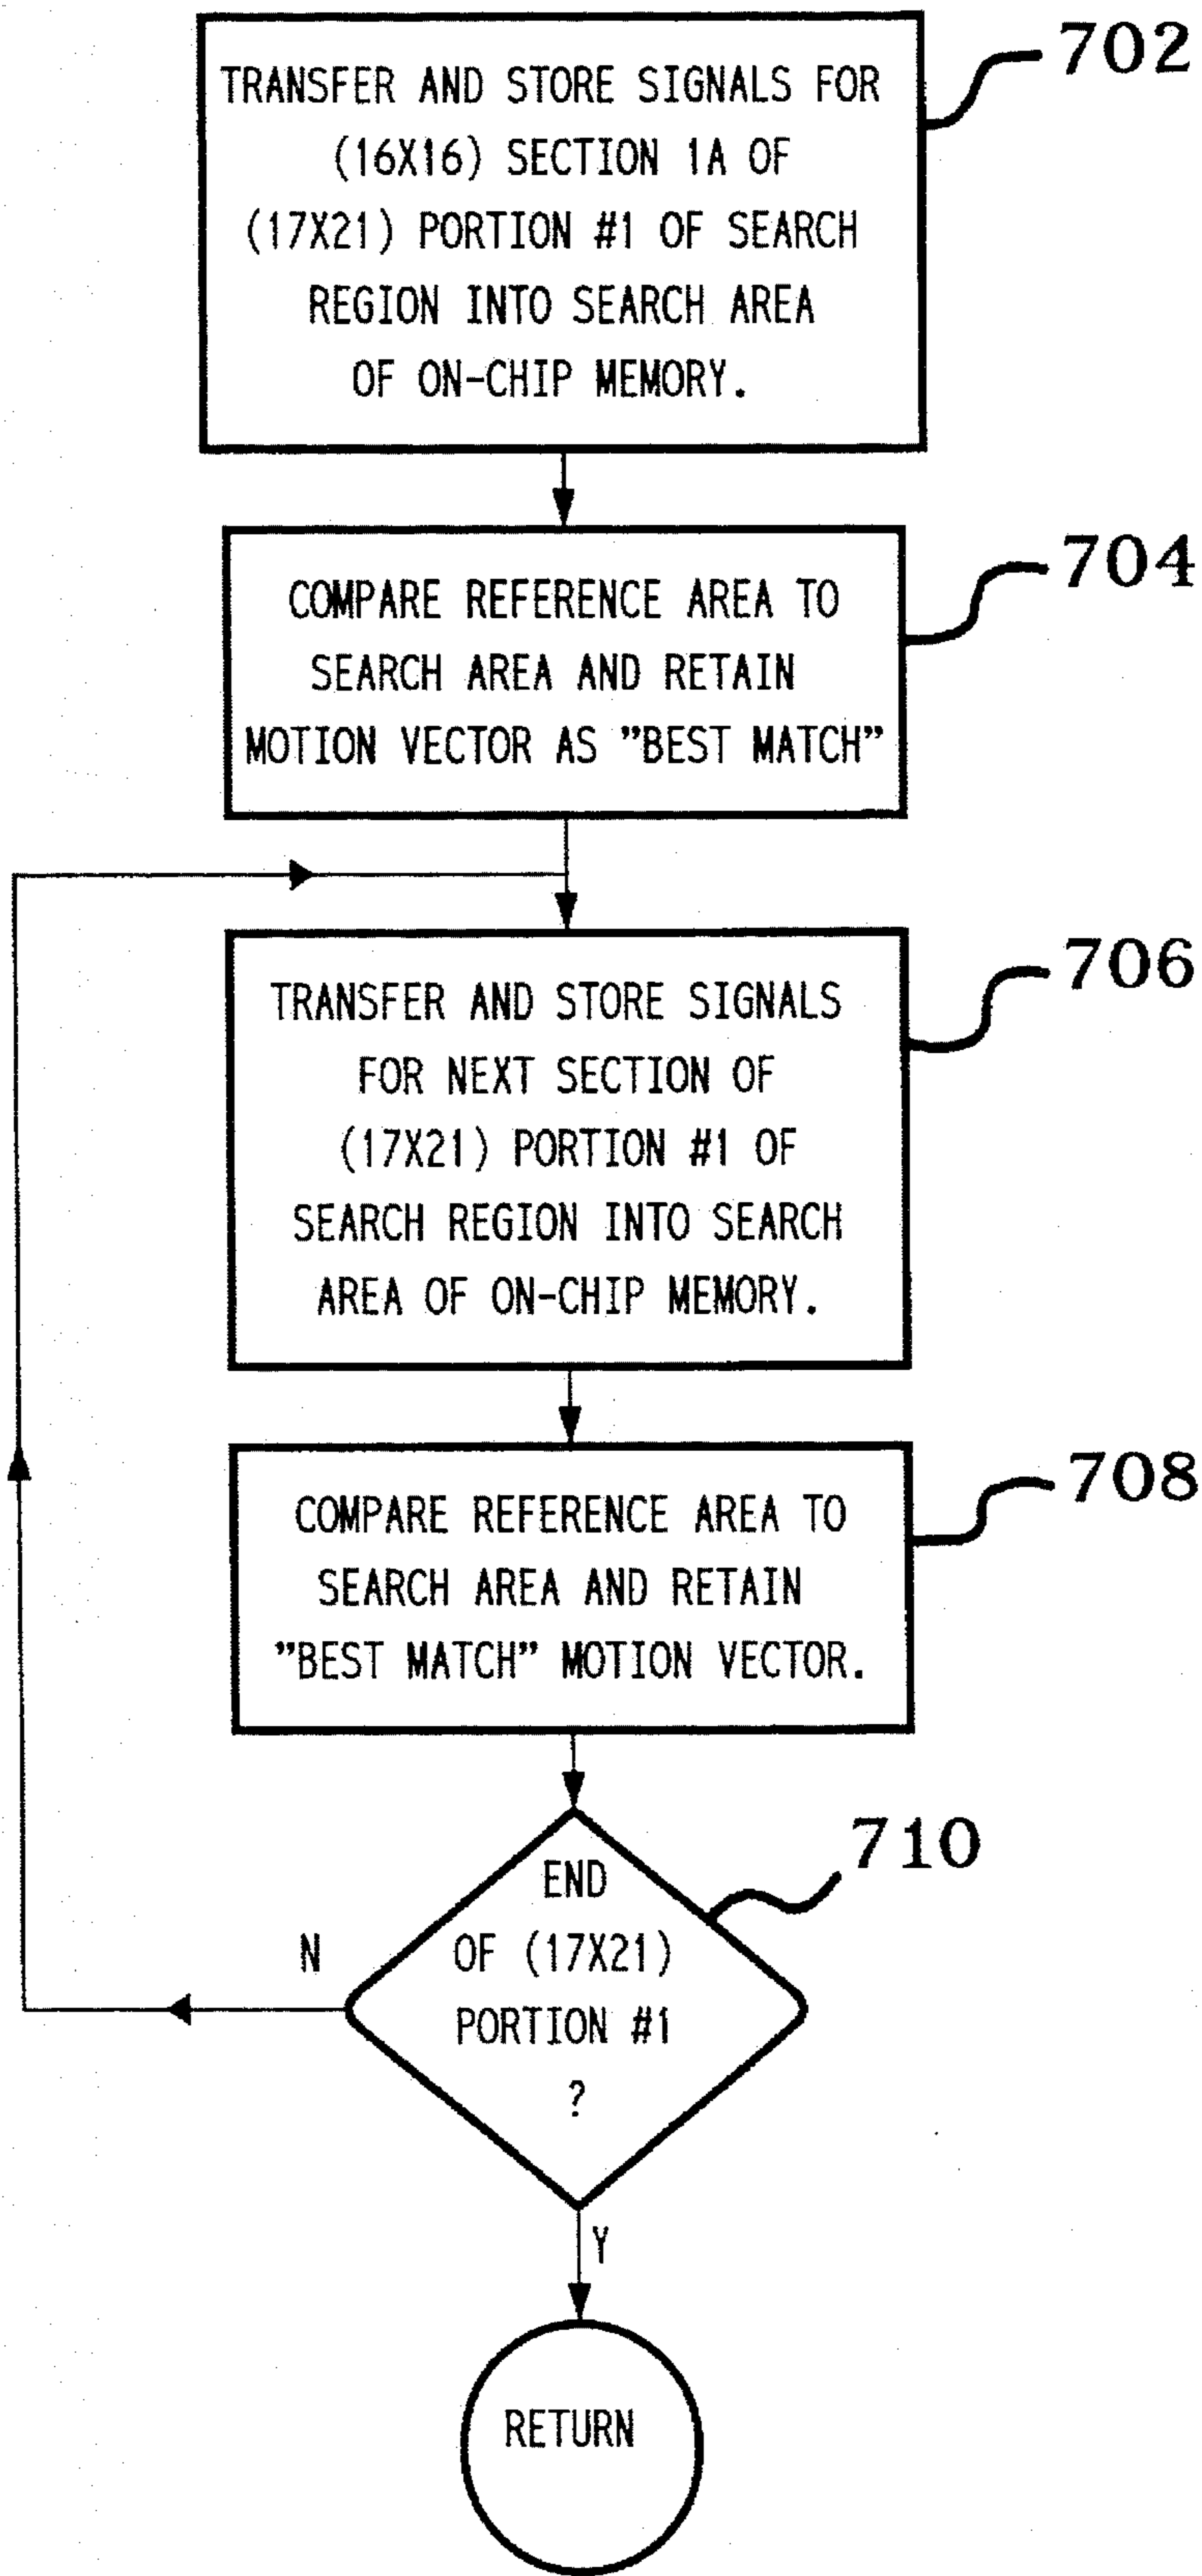 TRANSFER AND STORE SIGNALS FOR
(16X16) SECTION 1A OF
(17X21) PORTION #1 OF SEARCH
REGION INTO SEARCH AREA
OF ON-CHIP MEMORY.
702
COMPARE REFERENCE AREA TO
SEARCH AREA AND RETAIN
MOTION VECTOR AS ”BEST MATCH”
704
TRANSFER AND STORE SIGNALS
FOR NEXT SECTION OF
(17X21) PORTION #1 OF
SEARCH REGION INTO SEARCH
AREA OF ON-CHIP MEMORY.
706
COMPARE REFERENCE AREA TO
SEARCH AREA AND RETAIN
”BEST MATCH” MOTION VECTOR.
708
END
OF (17X21)
PORTION #1
?
710
N
Y
RETURN